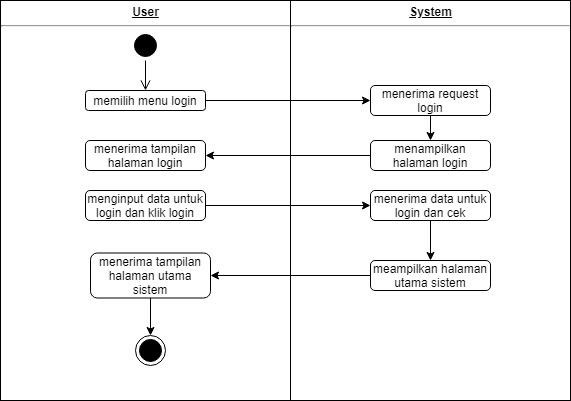 User
System
memilih menu login
menerima request
login
menampilkan
halaman login
menerima tampilan
halaman login
menginput data untuk
login dan klik login
menerima data untuk
login dan cek
meampilkan halaman
utama sistem
menerima tampilan
halaman utama
sistem